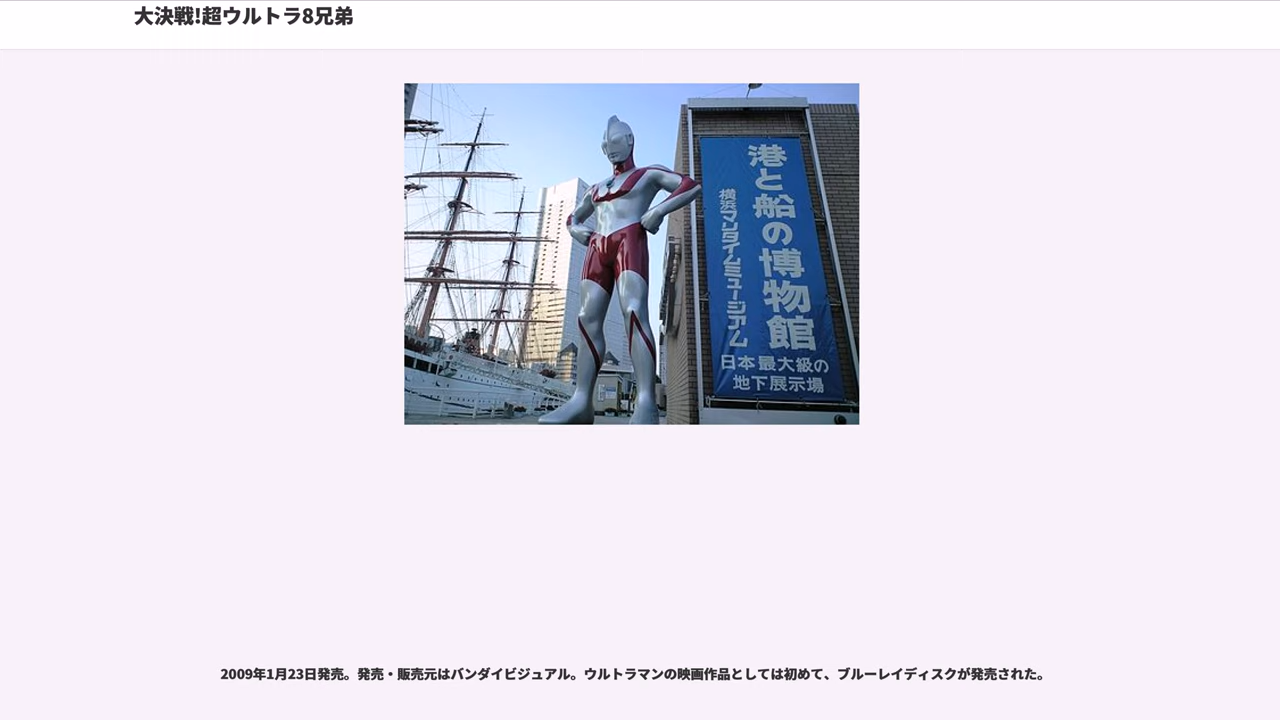 大決戦!超ウルトラ8兄弟
港と船の博物館
横浜マリタイムミュージアム
日本最大級の
地下展示場
2009年1月23日発売。発売・販売元はバンダイビジュアル。ウルトラマンの映画作品としては初めて、ブルーレイディスクが発売された。